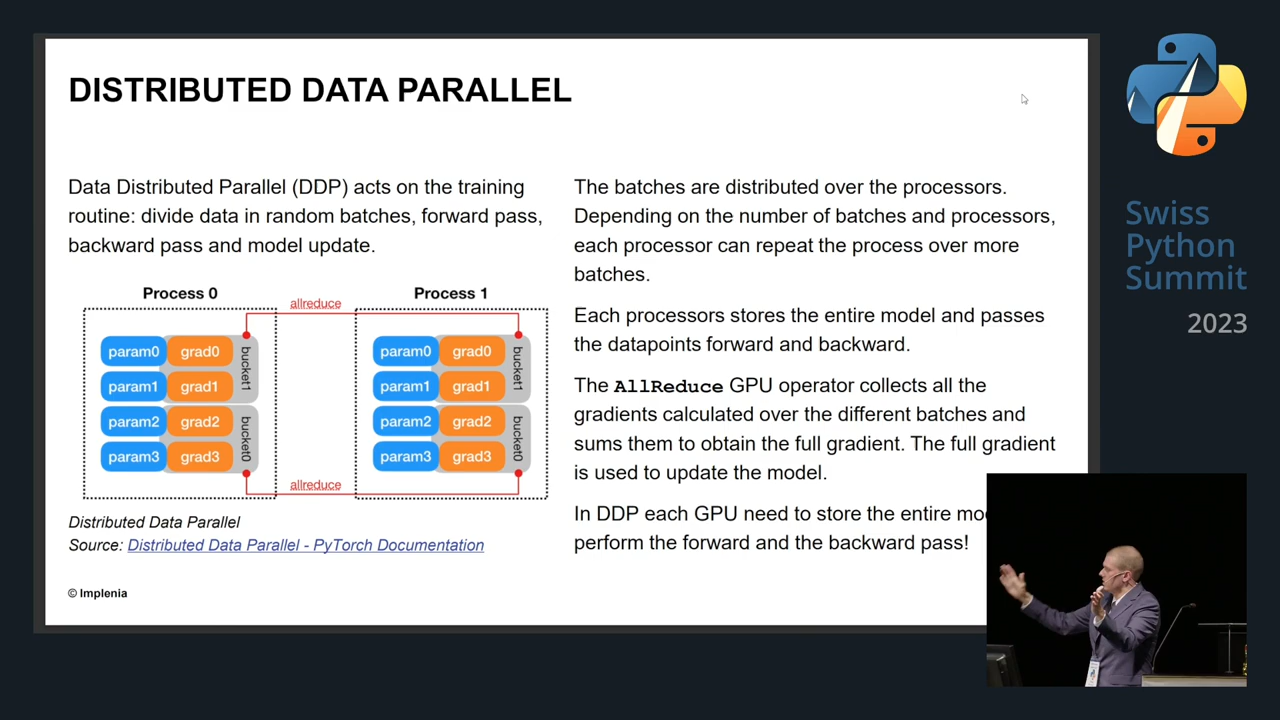 DISTRIBUTED DATA PARALLEL
Data Distributed Parallel (DDP) acts on the training
routine: divide data in random batches, forward pass,
backward pass and model update.
Process 0
Process 1
allreduce
param0 grad0
param1 grad1
bucket1
param2 grad2
param3 grad3
bucket0
param0 grad0
param1 grad1
bucket1
param2 grad2
param3 grad3
bucket0
allreduce
Distributed Data Parallel
Source: Distributed Data Parallel - PyTorch Documentation
© Implenia
The batches are distributed over the processors.
Depending on the number of batches and processors,
each processor can repeat the process over more
batches.
Each processors stores the entire model and passes
the datapoints forward and backward.
The AllReduce GPU operator collects all the
gradients calculated over the different batches and
sums them to obtain the full gradient. The full gradient
is used to update the model.
In DDP each GPU need to store the entire
perform the forward and the backward pass!
Swiss
Python
Summit
2023